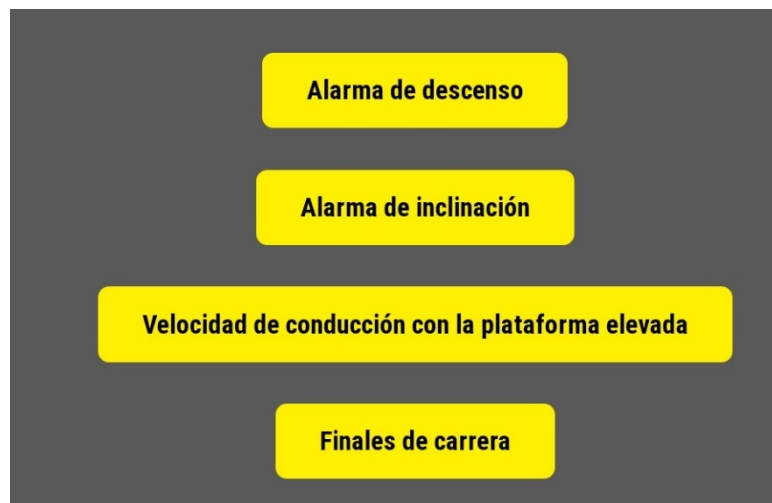 Alarma de descenso
Alarma de inclinación
Velocidad de conducción con la plataforma elevada
Finales de carrera